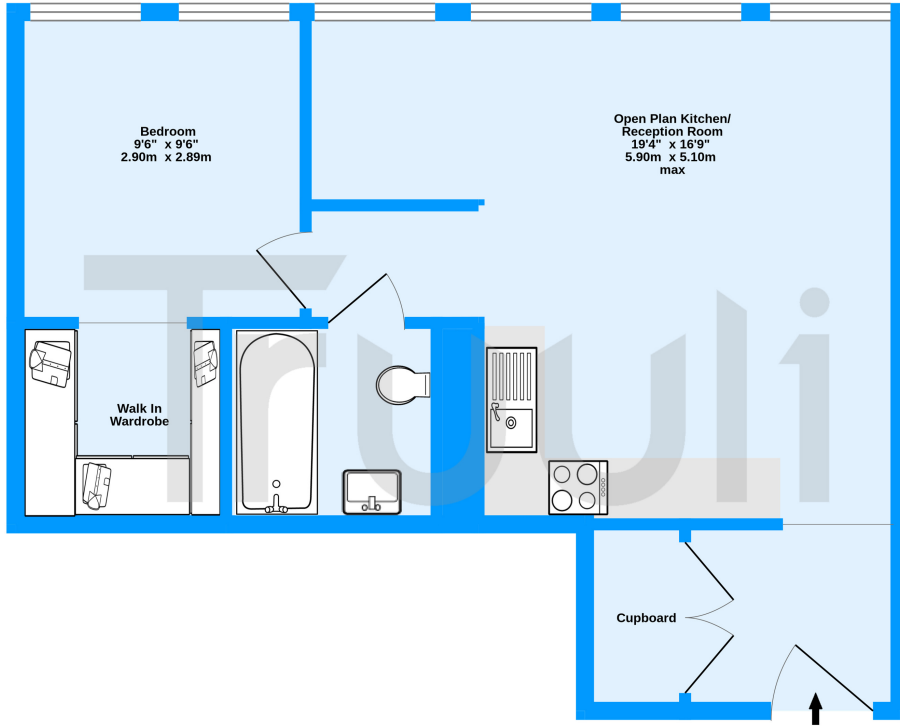 Bedroom
9'6" x 9'6"
2.90m x 2.89m
Open Plan Kitchen/
Reception Room
19'4" x 16'9"
5.90m x 5.10m
max
Truuli
Walk In
Wardrobe
Cupboard